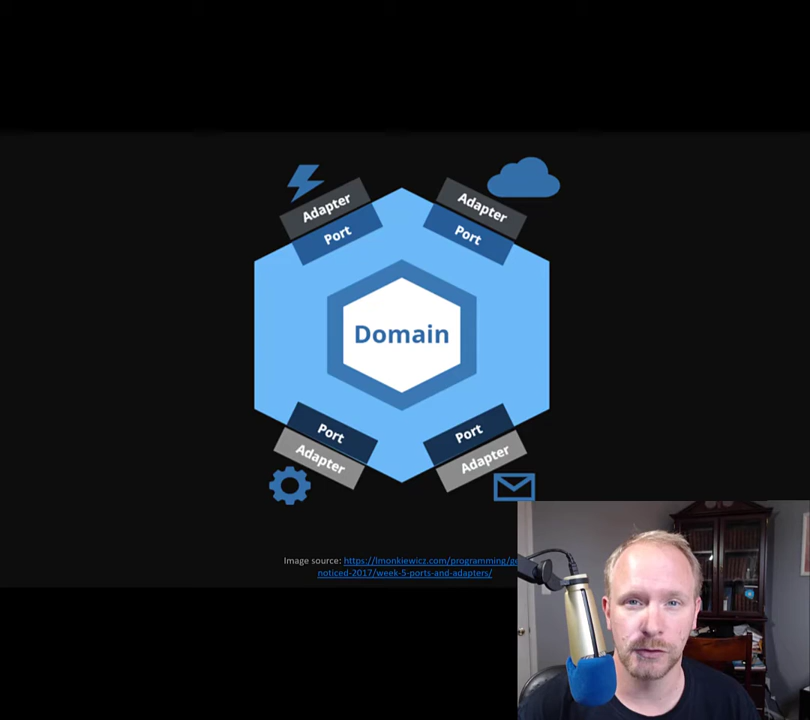 Adapter
Port
Adapter
Port
Domain
Port
Adapter
Port
Adapter
Image source: https://lmonkiewicz.com/programming/
noticed-2017/week-5-ports-and-adapters/